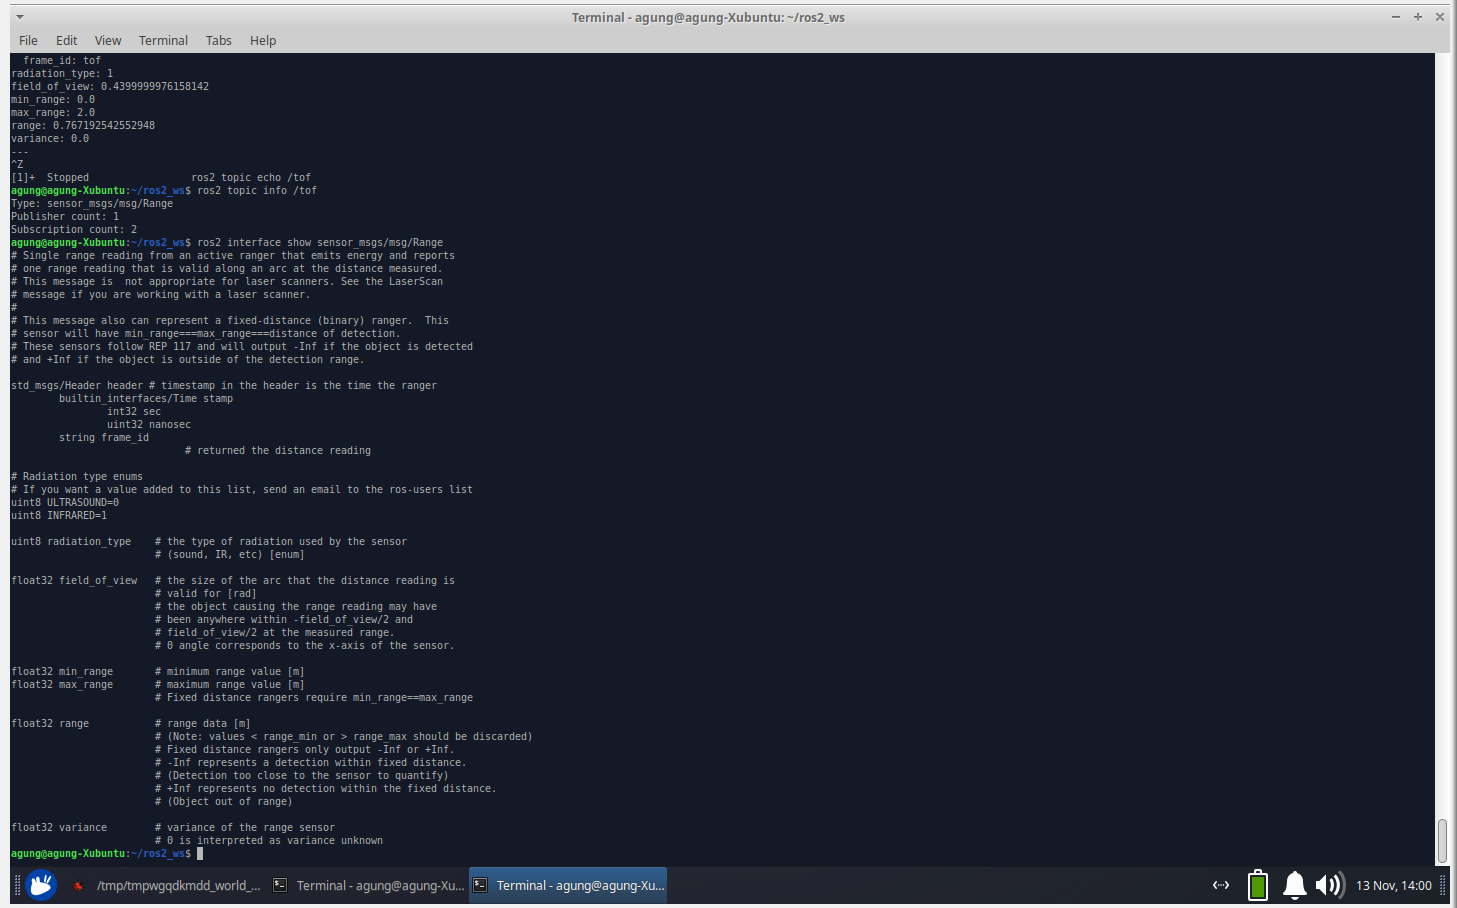 Terminal - agung@agung-Xubuntu: ~/ros2_ws
File Edit View Terminal Tabs Help
  frame_id: tof
radiation_type: 1
field_of_view: 0.4399999976158142
min_range: 0.0
max_range: 2.0
range: 0.767192542552948
variance: 0.0
---
^Z
[1]+  Stopped                 ros2 topic echo /tof
agung@agung-Xubuntu:~/ros2_ws$ ros2 topic info /tof
Type: sensor_msgs/msg/Range
Publisher count: 1
Subscription count: 2
agung@agung-Xubuntu:~/ros2_ws$ ros2 interface show sensor_msgs/msg/Range
# Single range reading from an active ranger that emits energy and reports
# one range reading that is valid along an arc at the distance measured.
# This message is  not appropriate for laser scanners. See the LaserScan
# message if you are working with a laser scanner.
#
# This message also can represent a fixed-distance (binary) ranger.  This
# sensor will have min_range===max_range===distance of detection.
# These sensors follow REP 117 and will output -Inf if the object is detected
# and +Inf if the object is outside of the detection range.

std_msgs/Header header # timestamp in the header is the time the ranger
        builtin_interfaces/Time stamp
                int32 sec
                uint32 nanosec
        string frame_id
                             # returned the distance reading

# Radiation type enums
# If you want a value added to this list, send an email to the ros-users list
uint8 ULTRASOUND=0
uint8 INFRARED=1

uint8 radiation_type    # the type of radiation used by the sensor
                        # (sound, IR, etc) [enum]

float32 field_of_view   # the size of the arc that the distance reading is
                        # valid for [rad]
                        # the object causing the range reading may have
                        # been anywhere within -field_of_view/2 and
                        # field_of_view/2 at the measured range.
                        # 0 angle corresponds to the x-axis of the sensor.

float32 min_range       # minimum range value [m]
float32 max_range       # maximum range value [m]
                        # Fixed distance rangers require min_range==max_range

float32 range           # range data [m]
                        # (Note: values < range_min or > range_max should be discarded)
                        # Fixed distance rangers only output -Inf or +Inf.
                        # -Inf represents a detection within fixed distance.
                        # (Detection too close to the sensor to quantify)
                        # +Inf represents no detection within the fixed distance.
                        # (Object out of range)

float32 variance        # variance of the range sensor
                        # 0 is interpreted as variance unknown
agung@agung-Xubuntu:~/ros2_ws$
/tmp/tmpwgqdkmdd_world_... Terminal - agung@agung-Xu... Terminal - agung@agung-Xu... 13 Nov, 14:00